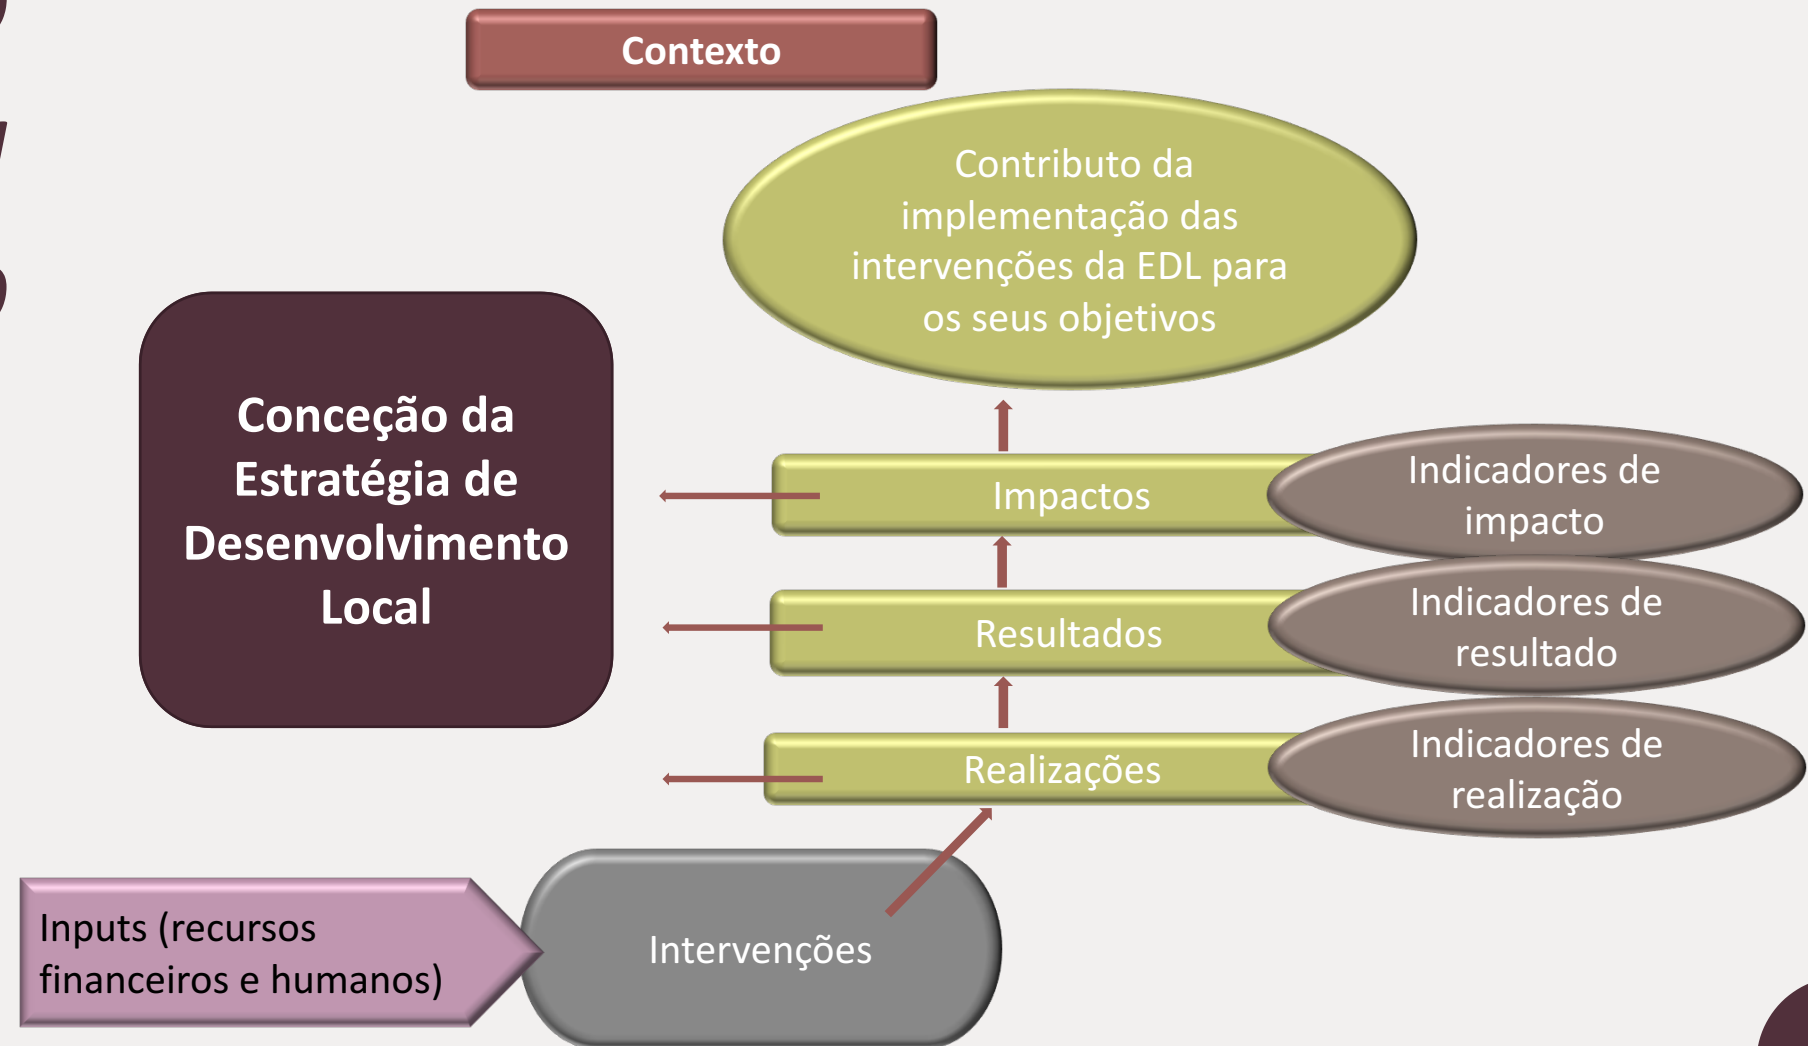 Contexto
Contributo da
implementação das
intervenções da EDL para
os seus objetivos
Conceção da
Estratégia de
Desenvolvimento
Local
Impactos
Indicadores de
impacto
Resultados
Indicadores de
resultado
Realizações
Indicadores de
realização
Inputs (recursos
financeiros e humanos)
Intervenções